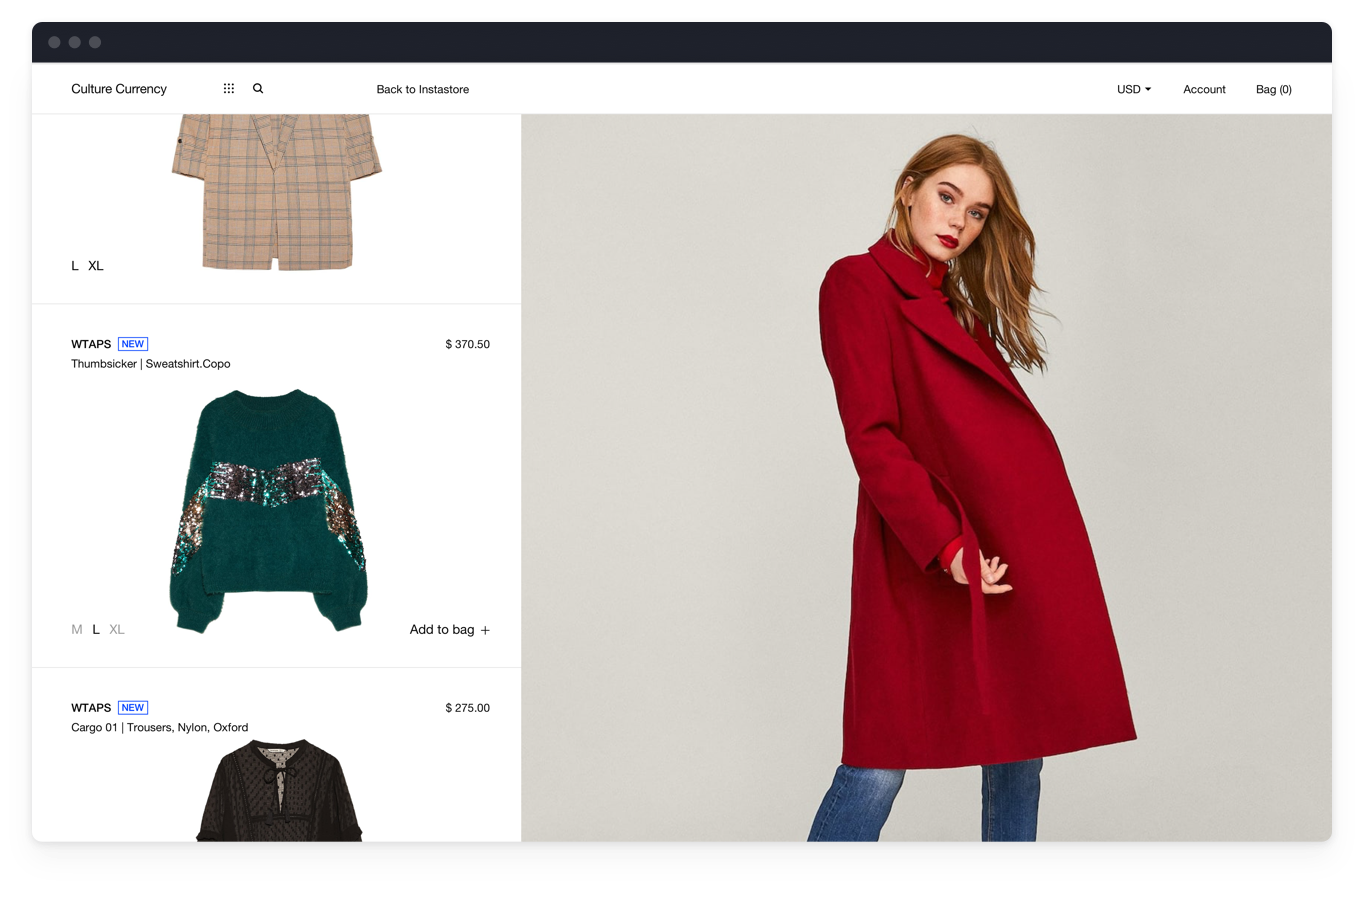 Culture Currency
Back to Instastore
USD
Account
Bag (0)
L XL
WTAPS NEW
$ 370.50
Thumbsicker | Sweatshirt.Copo
M L XL
Add to bag +
WTAPS NEW
$ 275.00
Cargo 01 | Trousers, Nylon, Oxford